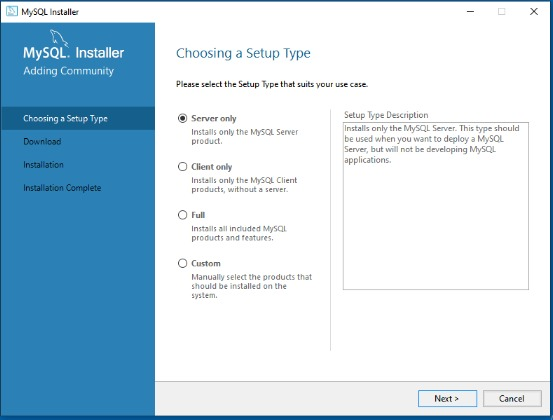 MySQL Installer
MySQL. Installer
Adding Community
Choosing a Setup Type
Download
Installation
Installation Complete
Choosing a Setup Type
Please select the Setup Type that suits your use case.
Server only
Installs only the MySQL Server
product.
Client only
Installs only the MySQL Client
products, without a server.
Full
Installs all included MySQL
products and features.
Custom
Manually select the products that
should be installed on the
system.
Setup Type Description
Installs only the MySQL Server. This type should
be used when you want to deploy a MySQL
Server, but will not be developing MySQL
applications.
Next >
Cancel